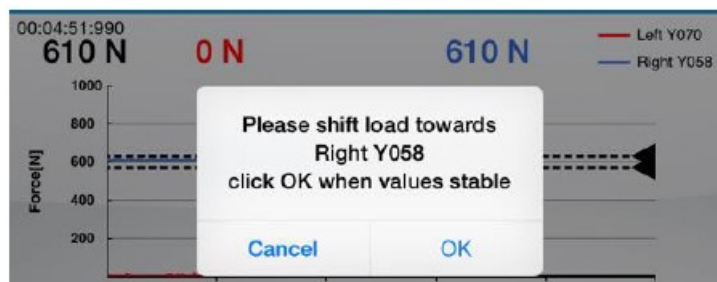 00:04:51:990
610 N 0 N 610 N
Left Y070
Right Y058
1000
800
600
400
200
Force[N]
Please shift load towards
Right Y058
click OK when values stable
Cancel OK